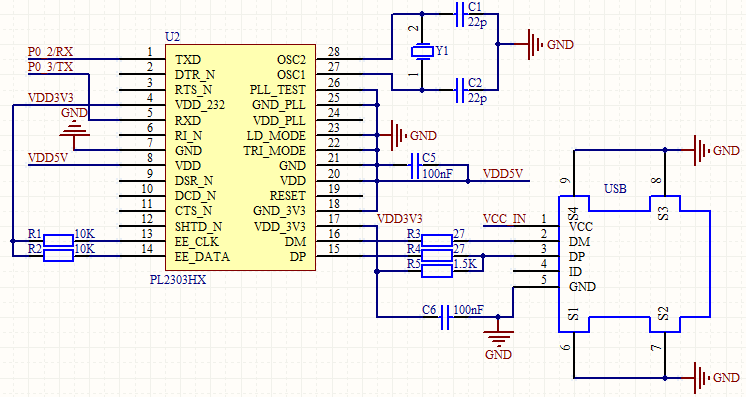 C1
22p
2
Y1
1
GND
C2
22p
U2
P0_2/RX
P0_3/TX
VDD3V3
GND
VDD5V
1 TXD OSC2 28
2 DTR_N OSC1 27
3 RTS_N PLL_TEST 26
4 VDD_232 GND_PLL 25
5 RXD VDD_PLL 24
6 RI_N LD_MODE 23
7 GND TRI_MODE 22
8 VDD GND 21
9 DSR_N VDD 20
10 DCD_N RESET 19
11 CTS_N GND_3V3 18
12 SHTD_N VDD_3V3 17
13 EE_CLK DM 16
14 EE_DATA DP 15
PL2303HX
R1 10K
R2 10K
GND
C5
100nF
VDD5V
VDD3V3
R3 27
R4 27
R5 1.5K
C6 100nF
GND
VCC_IN
USB
GND
9
8
S4
S3
1 VCC
2 DM
3 DP
4 ID
5 GND
S1
S2
6
7
GND